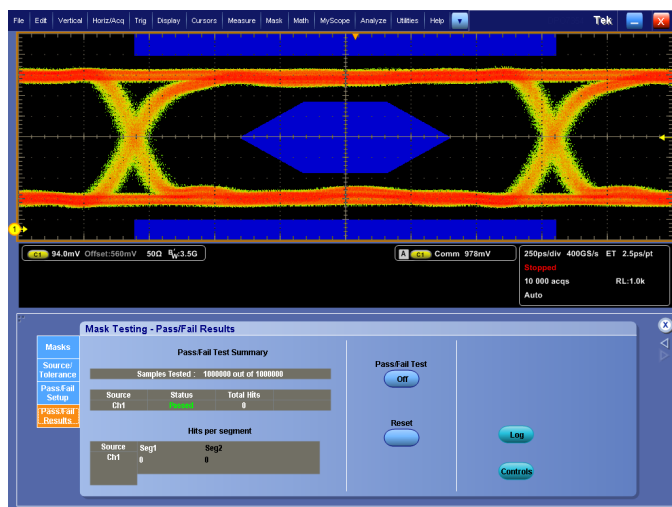 File Edit Vertical Horiz/Acq Trig Display Cursors Measure Mask Math MyScope Analyze Utilities Help Tek X
1
C1 94.0mV Offset:560mV 50Ω BW:3.5G
A C1 Comm 978mV
250ps/div 400GS/s ET 2.5ps/pt
Stopped
10 000 acqs RL:1.0k
Auto
Mask Testing - Pass/Fail Results
X
Masks
Source/
Tolerance
Pass/Fail
Setup
Pass/Fail
Results
Pass/Fail Test Summary
Samples Tested : 1000000 out of 1000000
Source Status Total Hits
Ch1 Passed 0
Hits per segment
Source Seg1 Seg2
Ch1 0 0
Pass/Fail Test
Off
Reset
Log
Controls